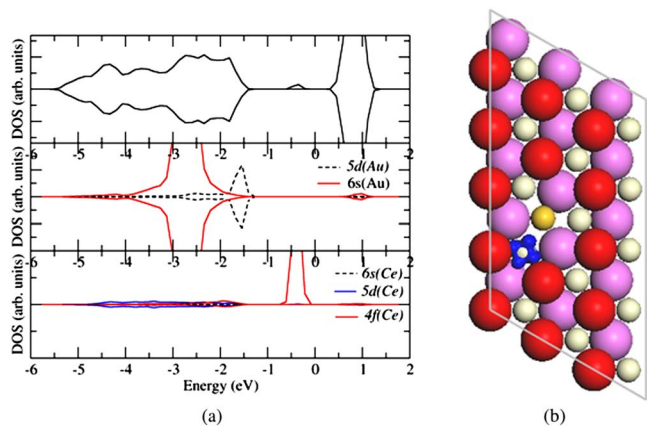 DOS (arb. units)
-6 -5 -4 -3 -2 -1 0 1 2
DOS (arb. units)
5d(Au)
6s(Au)
-6 -5 -4 -3 -2 -1 0 1 2
DOS (arb. units)
6s(Ce)
5d(Ce)
4f(Ce)
-6 -5 -4 -3 -2 -1 0 1 2
Energy (eV)
(a) (b)